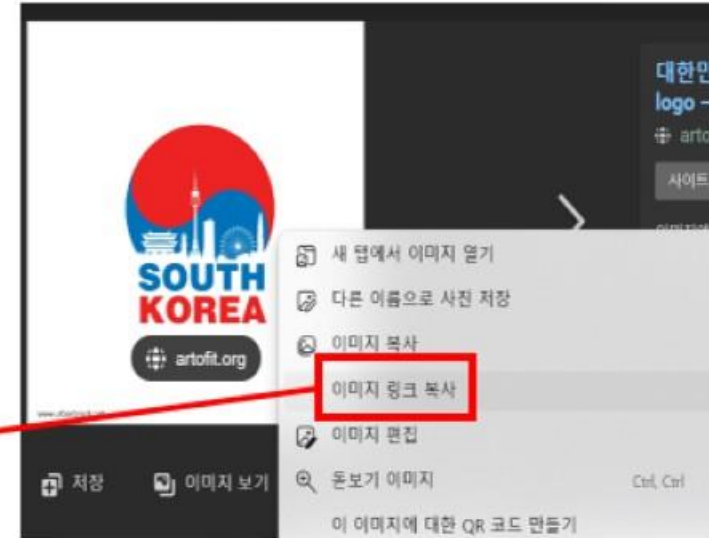 대한민
logo –
arto
사이트
SOUTH
KOREA
artofit.org
새 탭에서 이미지 열기
다른 이름으로 사진 저장
이미지 복사
이미지 링크 복사
이미지 편집
돋보기 이미지 Ctrl, Ctrl
이 이미지에 대한 QR 코드 만들기
저장 이미지 보기